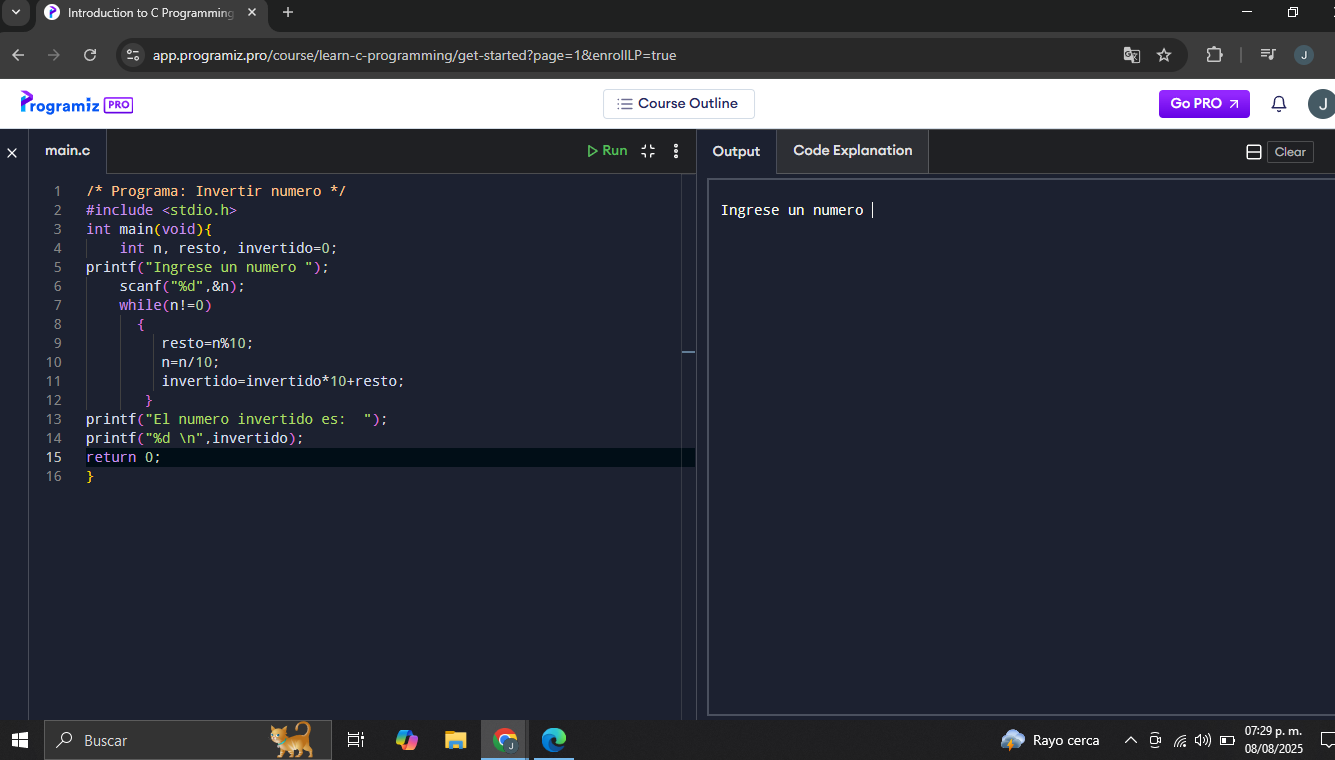 Introduction to C Programming
app.programiz.pro/course/learn-c-programming/get-started?page=1&enrollLP=true
J
Programiz PRO
Course Outline
Go PRO
J
main.c
Run
Output
Code Explanation
Clear
1 /* Programa: Invertir numero */
2 #include <stdio.h>
3 int main(void){
4     int n, resto, invertido=0;
5 printf("Ingrese un numero ");
6     scanf("%d",&n);
7     while(n!=0)
8       {
9          resto=n%10;
10          n=n/10;
11          invertido=invertido*10+resto;
12        }
13 printf("El numero invertido es:  ");
14 printf("%d \n",invertido);
15 return 0;
16 }
Ingrese un numero
Buscar
J
Rayo cerca
07:29 p. m.
08/08/2025